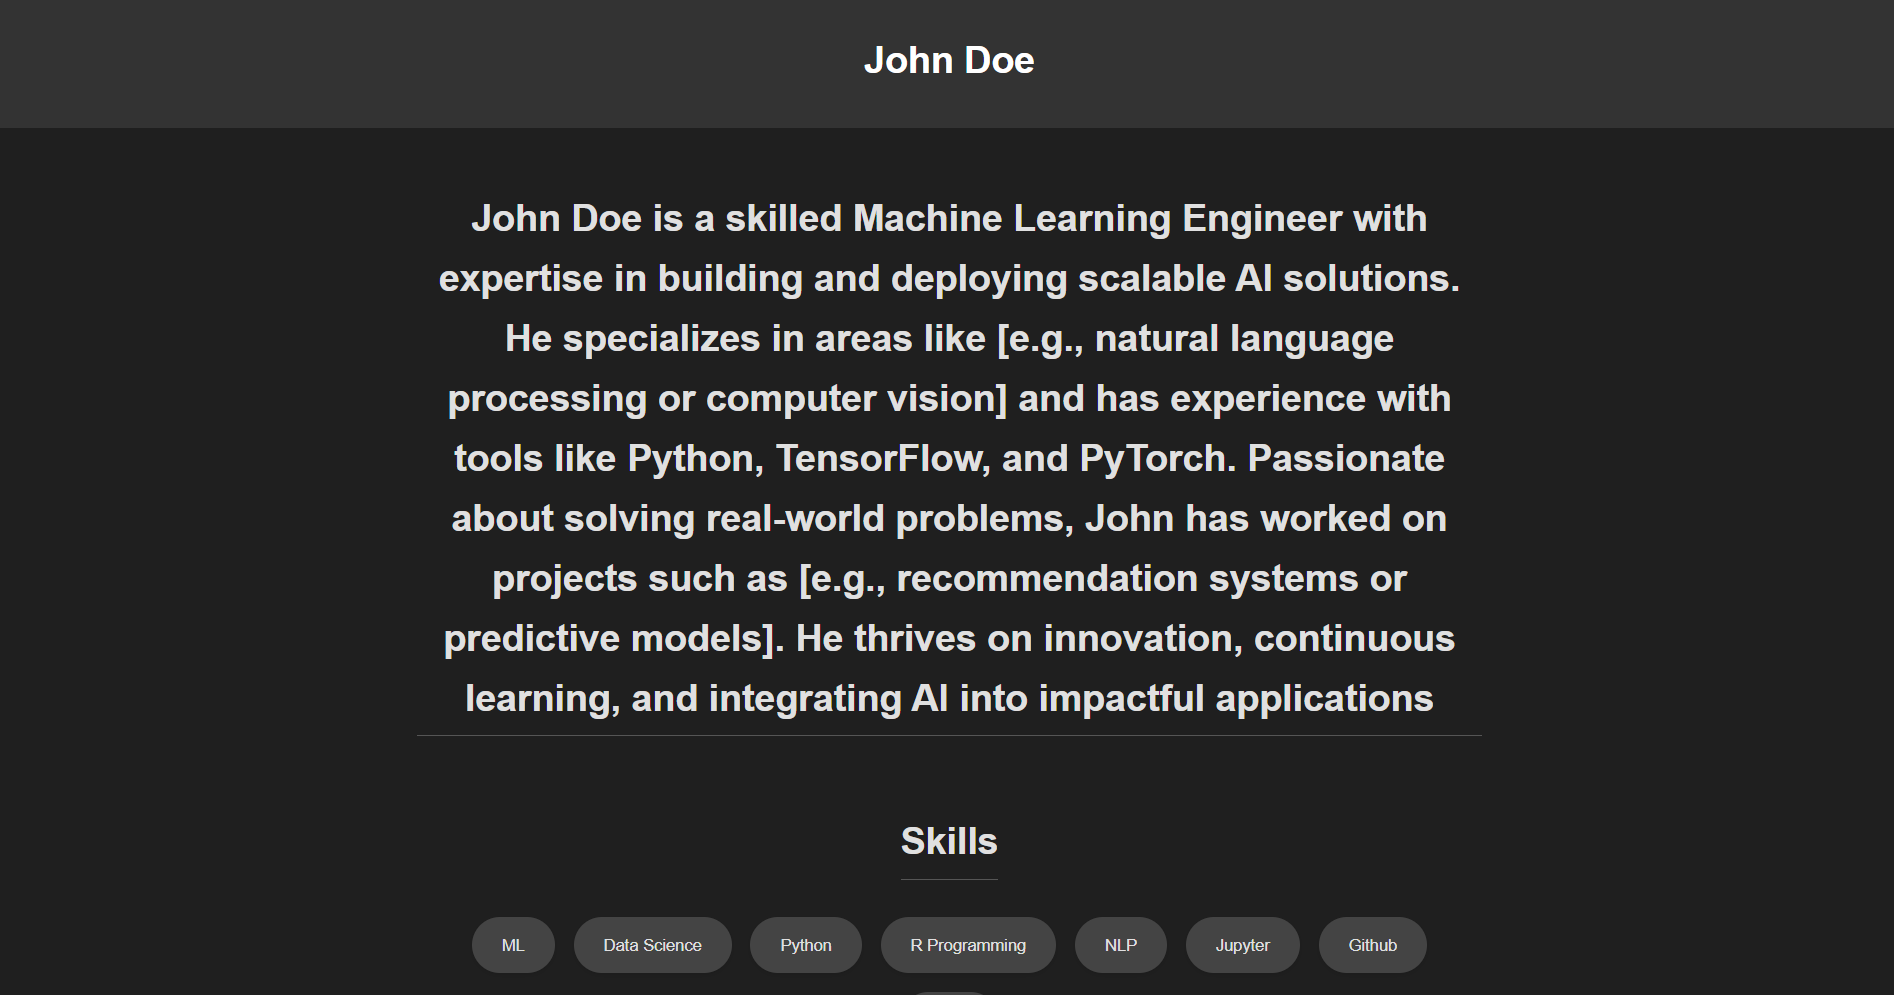 John Doe
John Doe is a skilled Machine Learning Engineer with
expertise in building and deploying scalable AI solutions.
He specializes in areas like [e.g., natural language
processing or computer vision] and has experience with
tools like Python, TensorFlow, and PyTorch. Passionate
about solving real-world problems, John has worked on
projects such as [e.g., recommendation systems or
predictive models]. He thrives on innovation, continuous
learning, and integrating AI into impactful applications
Skills
ML Data Science Python R Programming NLP Jupyter Github